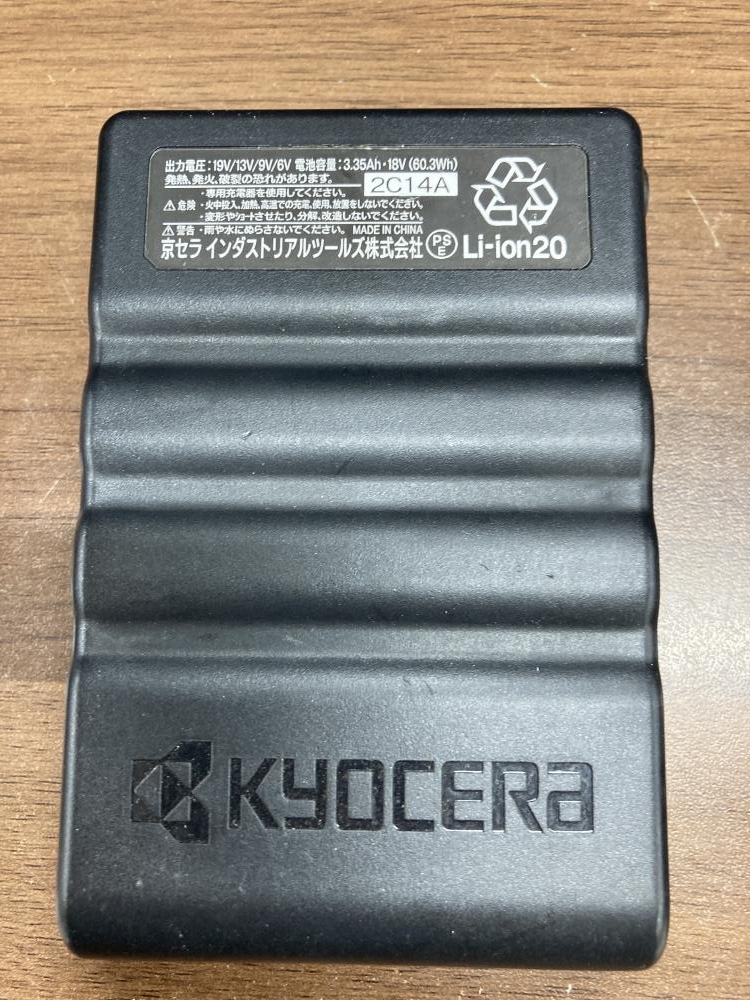 出力電圧:19V/13V/9V/6V 電池容量:3.35Ah・18V (60.3Wh)
発熱、発火、破裂の恐れがあります。
2C14A
・専用充電器を使用してください。
⚠危険 ・火中投入、加熱、高温での充電、使用、放置をしないでください。
・変形やショートさせたり、分解、改造しないでください。
⚠警告 ・雨や水にぬらさないでください。 MADE IN CHINA
京セラ インダストリアルツールズ株式会社 PSE Li-ion20
KYOCERA